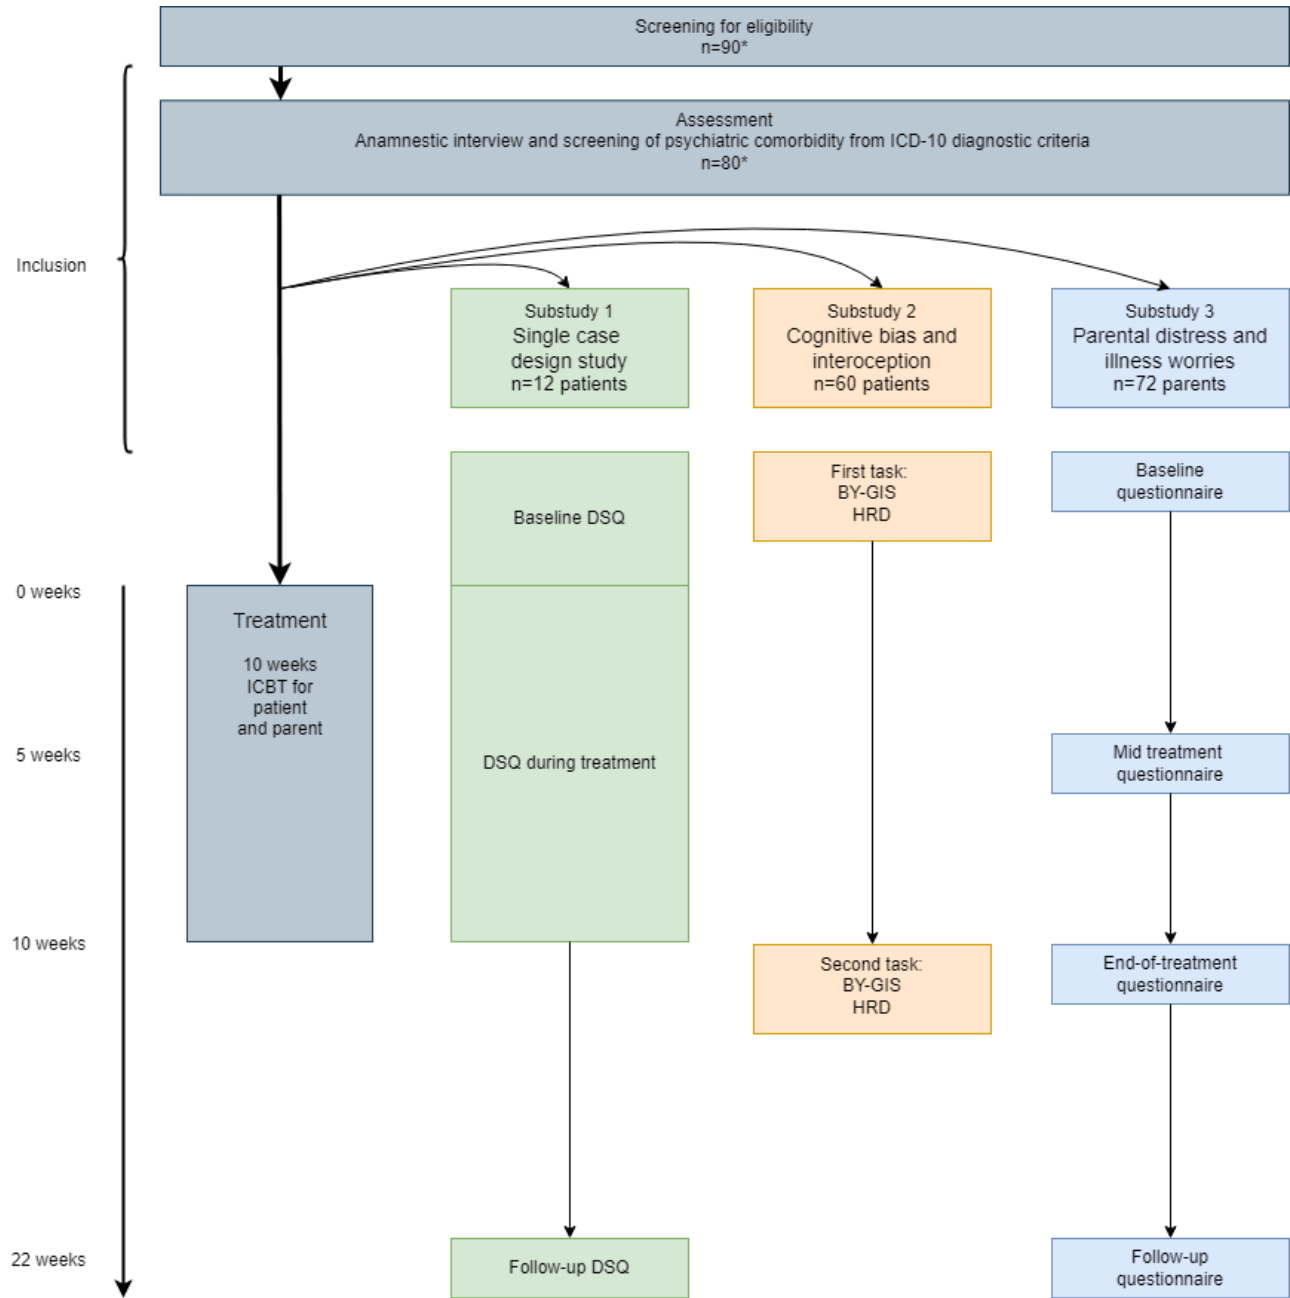 Screening for eligibility
n=90*
Assessment
Anamnestic interview and screening of psychiatric comorbidity from ICD-10 diagnostic criteria
n=80*
Inclusion
Substudy 1
Single case
design study
n=12 patients
Substudy 2
Cognitive bias and
interoception
n=60 patients
Substudy 3
Parental distress and
illness worries
n=72 parents
Baseline DSQ
First task:
BY-GIS
HRD
Baseline
questionnaire
0 weeks
Treatment
10 weeks
ICBT for
patient
and parent
5 weeks
DSQ during treatment
Mid treatment
questionnaire
10 weeks
Second task:
BY-GIS
HRD
End-of-treatment
questionnaire
22 weeks
Follow-up DSQ
Follow-up
questionnaire